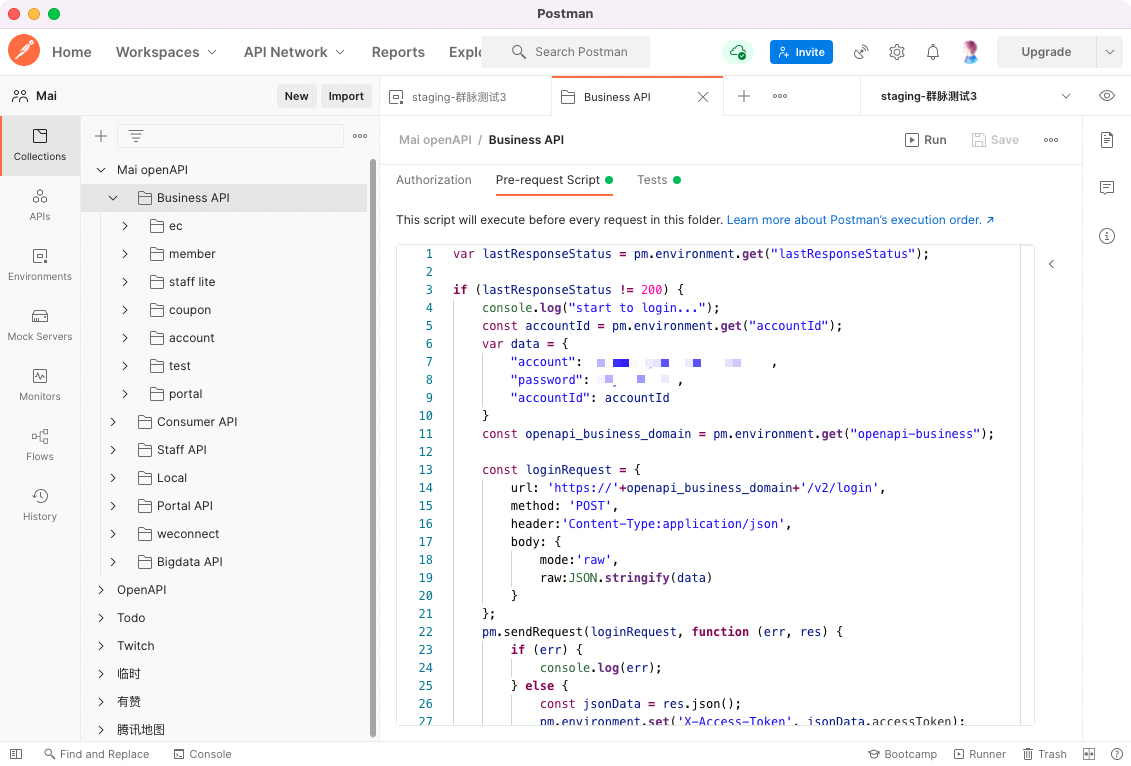 Postman
Home Workspaces API Network Reports Explo Search Postman Invite Upgrade
Mai New Import staging-群脉测试3 Business API staging-群脉测试3
Mai openAPI / Business API Run Save
Collections
APIs
Environments
Mock Servers
Monitors
Flows
History
Mai openAPI
Business API
ec
member
staff lite
coupon
account
test
portal
Consumer API
Staff API
Local
Portal API
weconnect
Bigdata API
OpenAPI
Todo
Twitch
临时
有赞
腾讯地图
Authorization Pre-request Script Tests
This script will execute before every request in this folder. Learn more about Postman’s execution order. ↗
1 var lastResponseStatus = pm.environment.get("lastResponseStatus");
2
3 if (lastResponseStatus != 200) {
4 console.log("start to login...");
5 const accountId = pm.environment.get("accountId");
6 var data = {
7 "account": ,
8 "password": ,
9 "accountId": accountId
10 }
11 const openapi_business_domain = pm.environment.get("openapi-business");
12
13 const loginRequest = {
14 url: 'https://'+openapi_business_domain+'/v2/login',
15 method: 'POST',
16 header:'Content-Type:application/json',
17 body: {
18 mode:'raw',
19 raw:JSON.stringify(data)
20 }
21 };
22 pm.sendRequest(loginRequest, function (err, res) {
23 if (err) {
24 console.log(err);
25 } else {
26 const jsonData = res.json();
27 pm.environment.set('X-Access-Token', jsonData.accessToken);
Find and Replace Console Bootcamp Runner Trash